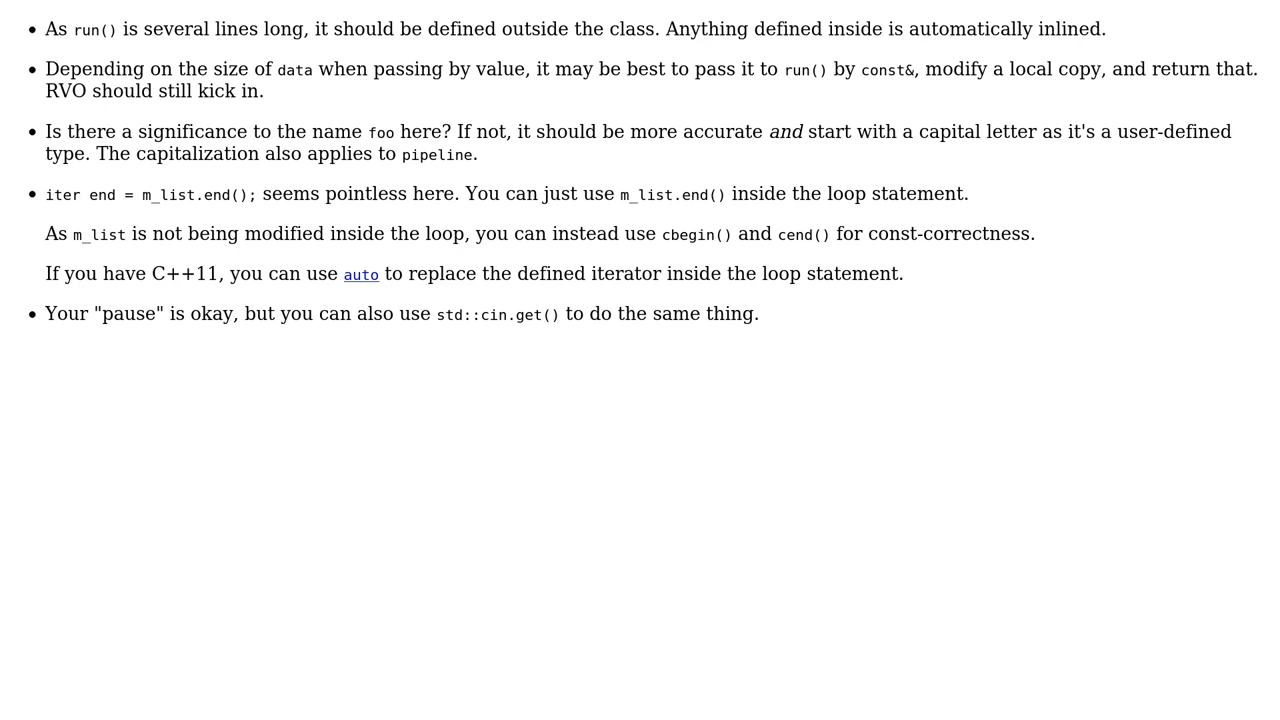 • As run() is several lines long, it should be defined outside the class. Anything defined inside is automatically inlined.
• Depending on the size of data when passing by value, it may be best to pass it to run() by const&, modify a local copy, and return that.
RVO should still kick in.
• Is there a significance to the name foo here? If not, it should be more accurate and start with a capital letter as it's a user-defined
type. The capitalization also applies to pipeline.
• iter end = m_list.end(); seems pointless here. You can just use m_list.end() inside the loop statement.
As m_list is not being modified inside the loop, you can instead use cbegin() and cend() for const-correctness.
If you have C++11, you can use auto to replace the defined iterator inside the loop statement.
• Your "pause" is okay, but you can also use std::cin.get() to do the same thing.